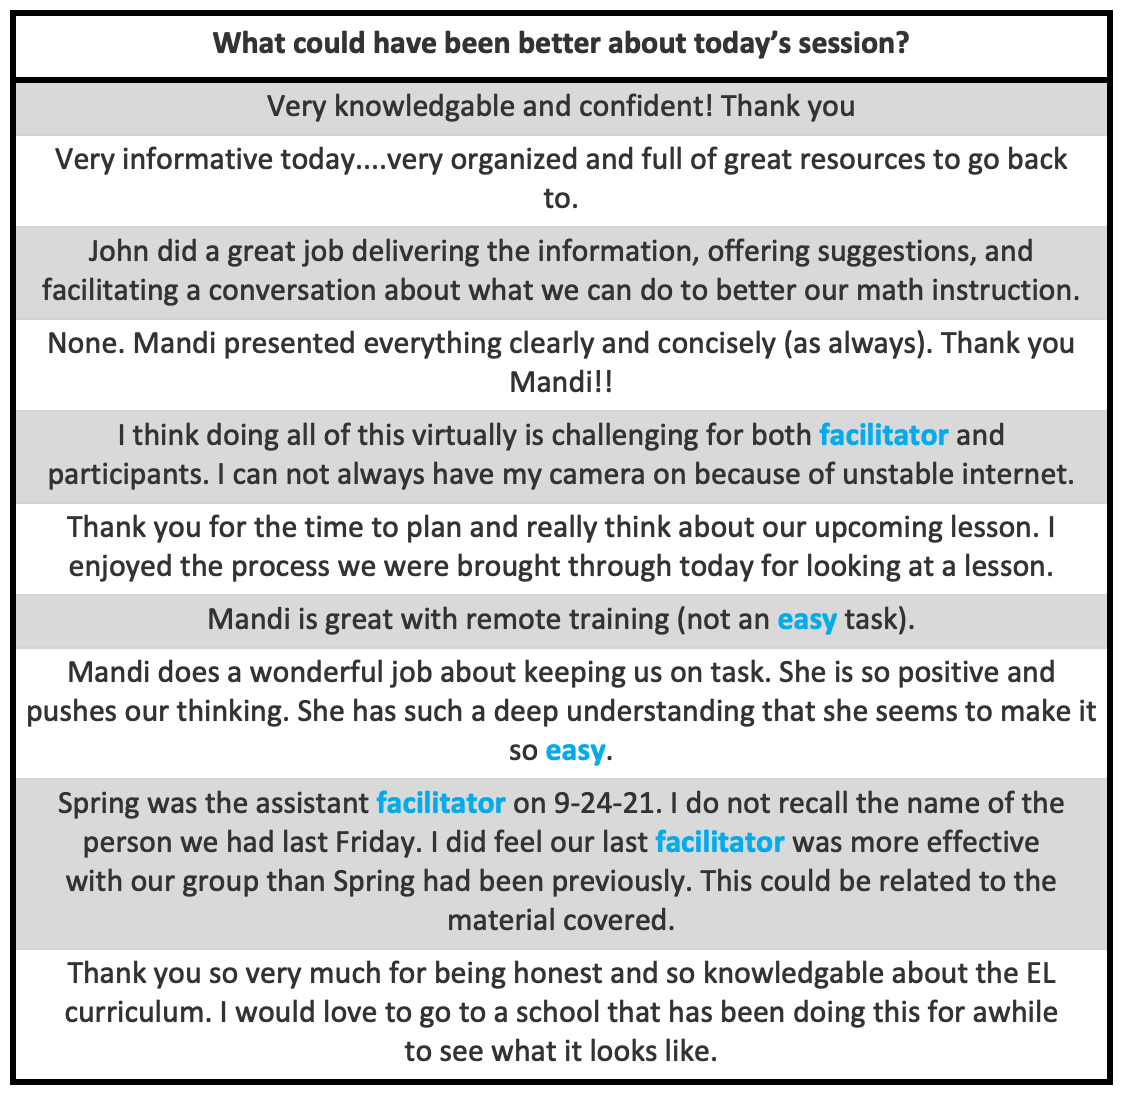 What could have been better about today’s session?
Very knowledgable and confident! Thank you
Very informative today....very organized and full of great resources to go back
to.
John did a great job delivering the information, offering suggestions, and
facilitating a conversation about what we can do to better our math instruction.
None. Mandi presented everything clearly and concisely (as always). Thank you
Mandi!!
I think doing all of this virtually is challenging for both facilitator and
participants. I can not always have my camera on because of unstable internet.
Thank you for the time to plan and really think about our upcoming lesson. I
enjoyed the process we were brought through today for looking at a lesson.
Mandi is great with remote training (not an easy task).
Mandi does a wonderful job about keeping us on task. She is so positive and
pushes our thinking. She has such a deep understanding that she seems to make it
so easy.
Spring was the assistant facilitator on 9-24-21. I do not recall the name of the
person we had last Friday. I did feel our last facilitator was more effective
with our group than Spring had been previously. This could be related to the
material covered.
Thank you so very much for being honest and so knowledgable about the EL
curriculum. I would love to go to a school that has been doing this for awhile
to see what it looks like.